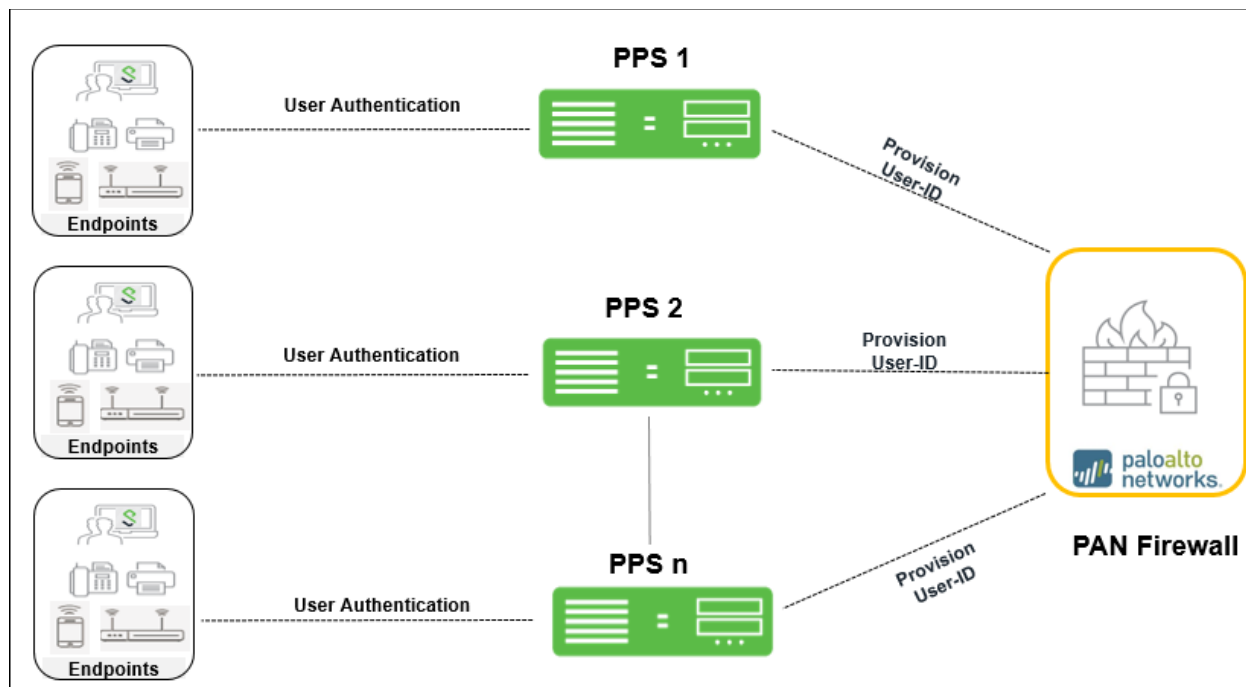 PPS 1
User Authentication
Provision
User-ID
Endpoints
PPS 2
User Authentication
Provision
User-ID
Endpoints
paloalto
networks®
PPS n
PAN Firewall
User Authentication
Provision
User-ID
Endpoints